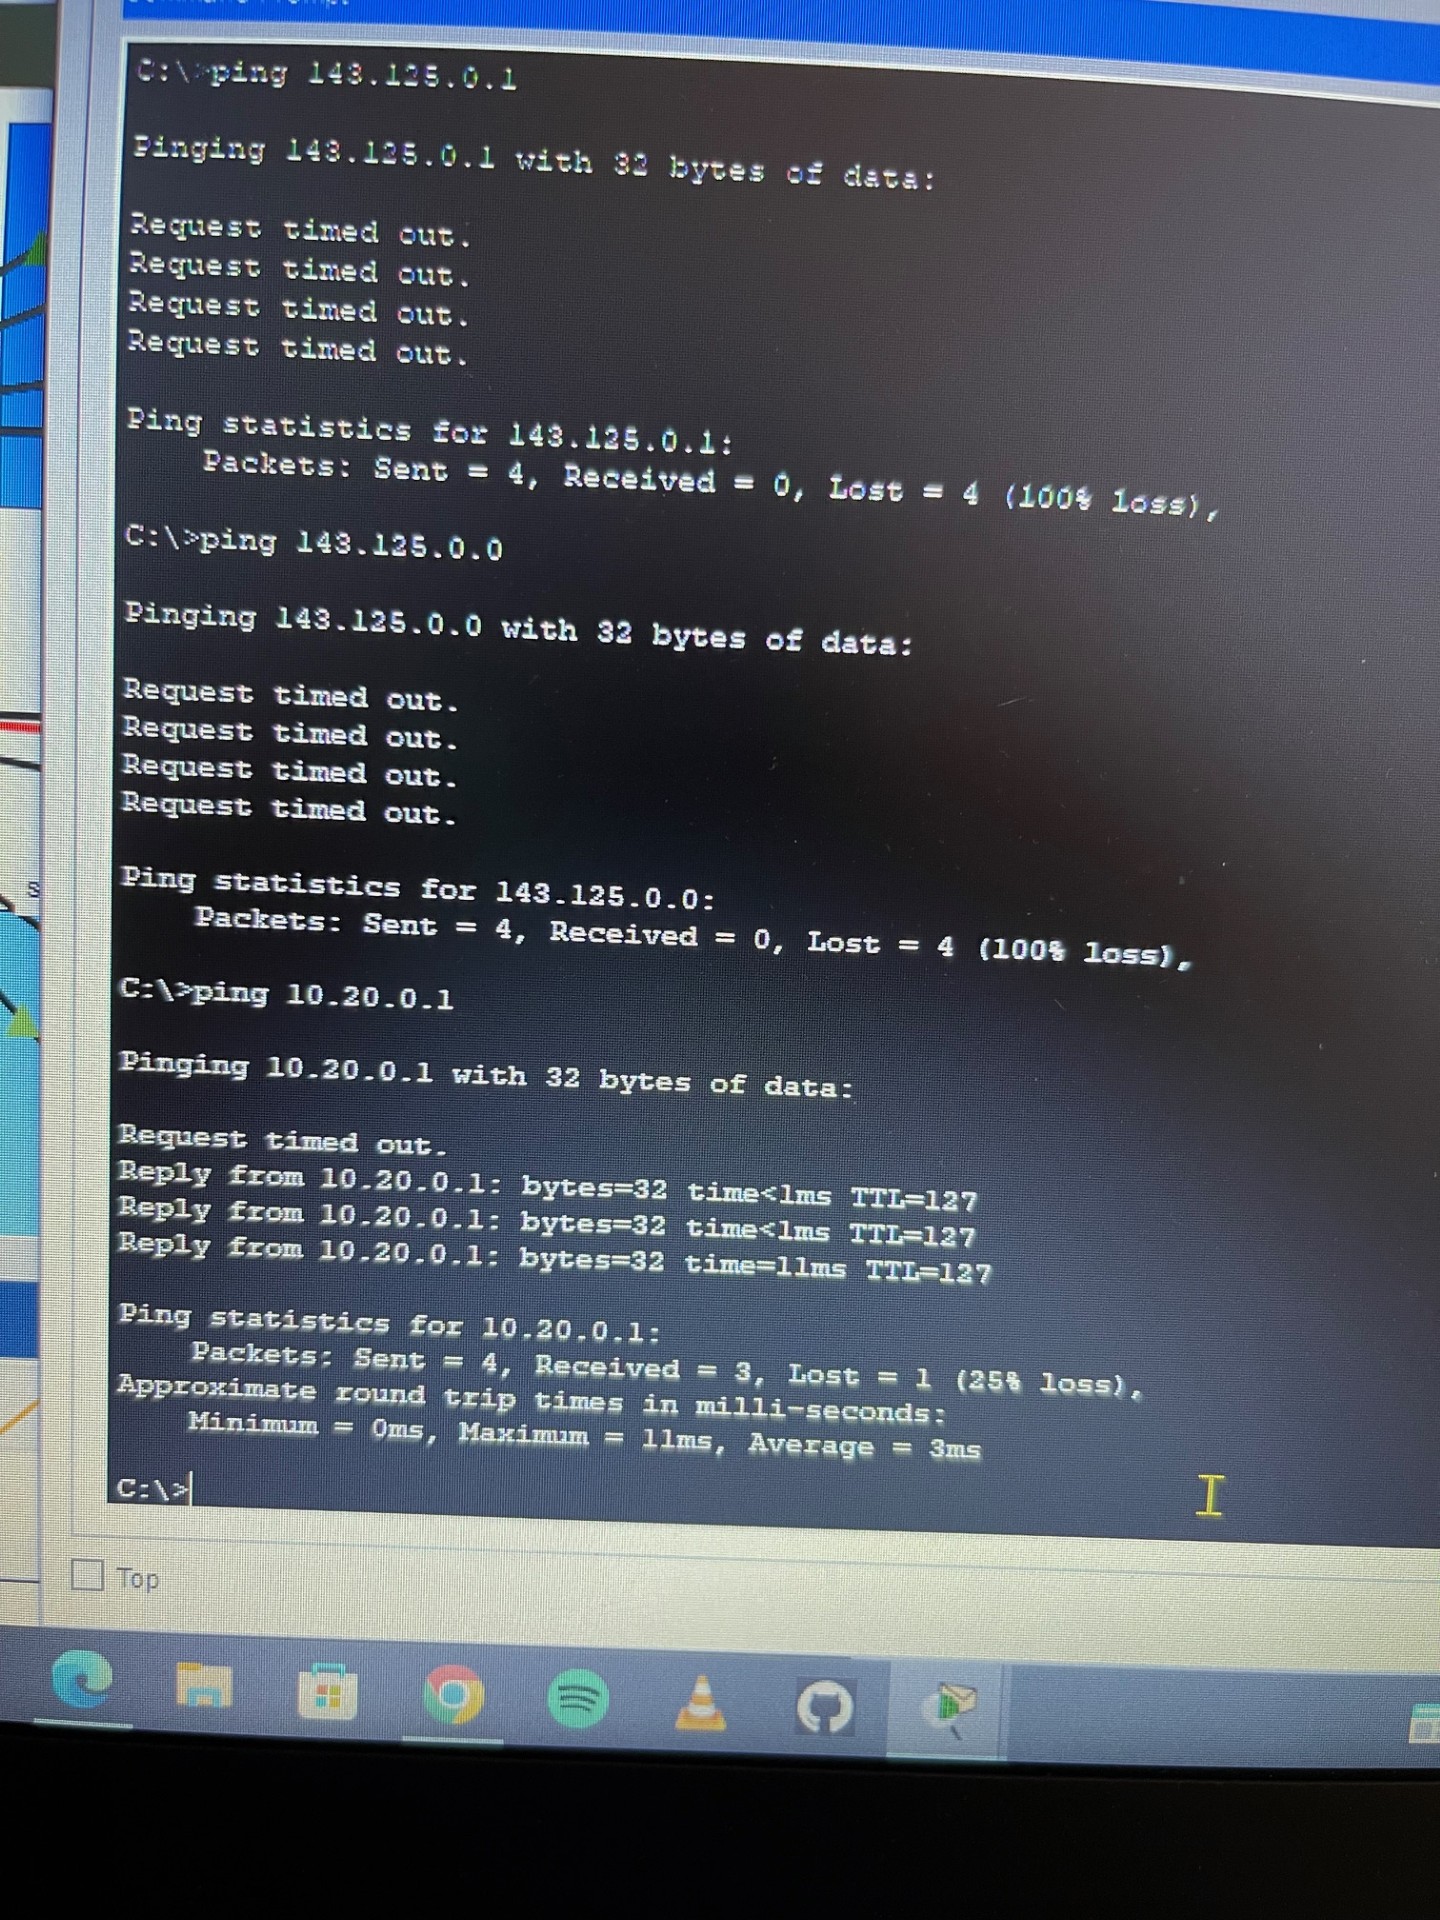 C:\>ping 143.125.0.1
Pinging 143.125.0.1 with 32 bytes of data:
Request timed out.
Request timed out.
Request timed out.
Request timed out.
Ping statistics for 143.125.0.1:
Packets: Sent = 4, Received = 0, Lost = 4 (100% loss),
C:\>ping 143.125.0.0
Pinging 143.125.0.0 with 32 bytes of data:
Request timed out.
Request timed out.
Request timed out.
Request timed out.
Ping statistics for 143.125.0.0:
Packets: Sent = 4, Received = 0, Lost = 4 (100% loss),
C:\>ping 10.20.0.1
Pinging 10.20.0.1 with 32 bytes of data:
Request timed out.
Reply from 10.20.0.1: bytes=32 time<1ms TTL=127
Reply from 10.20.0.1: bytes=32 time<1ms TTL=127
Reply from 10.20.0.1: bytes=32 time=11ms TTL=127
Ping statistics for 10.20.0.1:
Packets: Sent = 4, Received = 3, Lost = 1 (25% loss),
Approximate round trip times in milli-seconds:
Minimum = 0ms, Maximum = 11ms, Average = 3ms
C:\>
Top